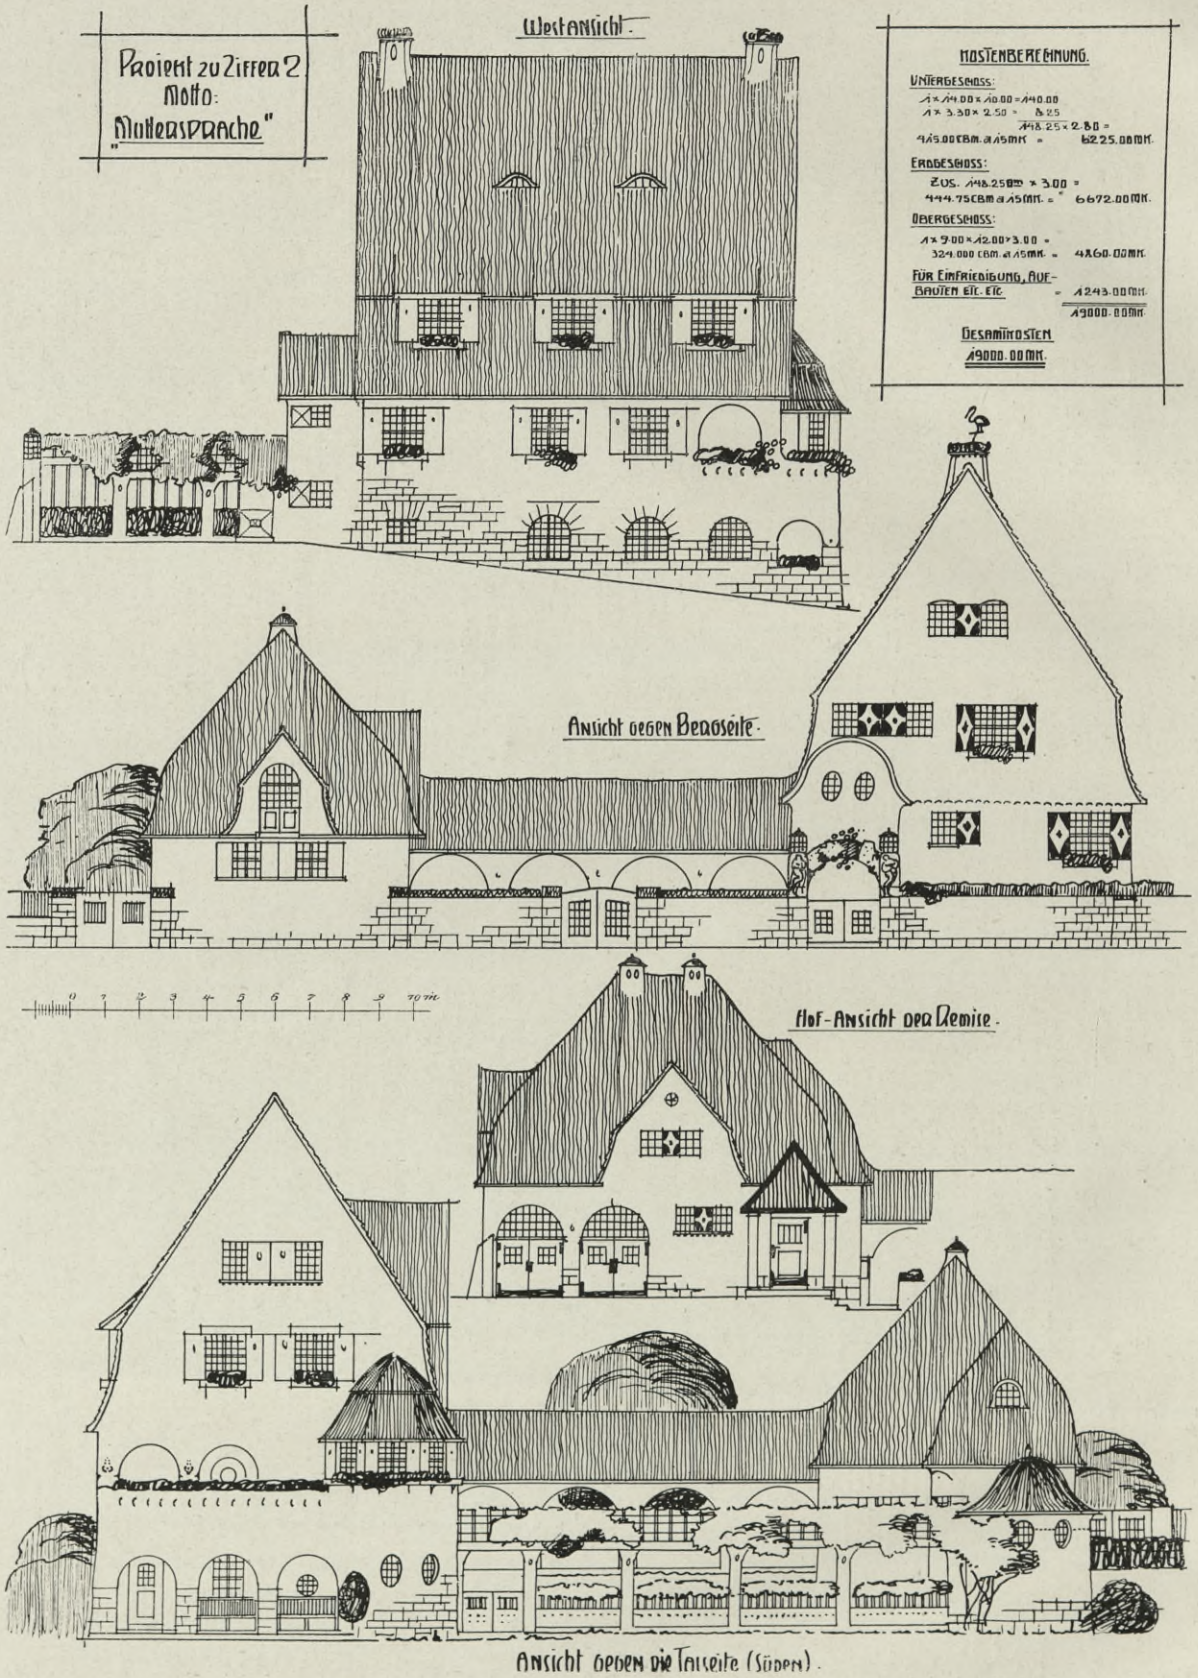 Projekt zu Ziffer 2
Motto:
"Muttersprache"
Westansicht.
KOSTENBERECHNUNG.
UNTERGESCHOSS:
1 × 14.00 × 10.00 = 140.00
1 × 3.30 × 2.50 = 8.25
148.25 × 2.80 =
415.00 CBM. a 15 MK = 6225.00 MK.
ERDGESCHOSS:
ZUS. 148.25 qm × 3.00 =
444.75 CBM a 15 MK. = 6672.00 MK.
OBERGESCHOSS:
1 × 9.00 × 12.00 × 3.00 =
324.000 CBM. a 15 MK. = 4860.00 MK.
FÜR EINFRIEDIGUNG, AUF-
BAUTEN ETC. ETC. = 1243.00 MK.
19000.00 MK.
GESAMTKOSTEN
19000.00 MK.
Ansicht gegen Bergseite.
0 1 2 3 4 5 6 7 8 9 10 m
Hof-Ansicht der Remise.
Ansicht gegen die Talseite (Süden).